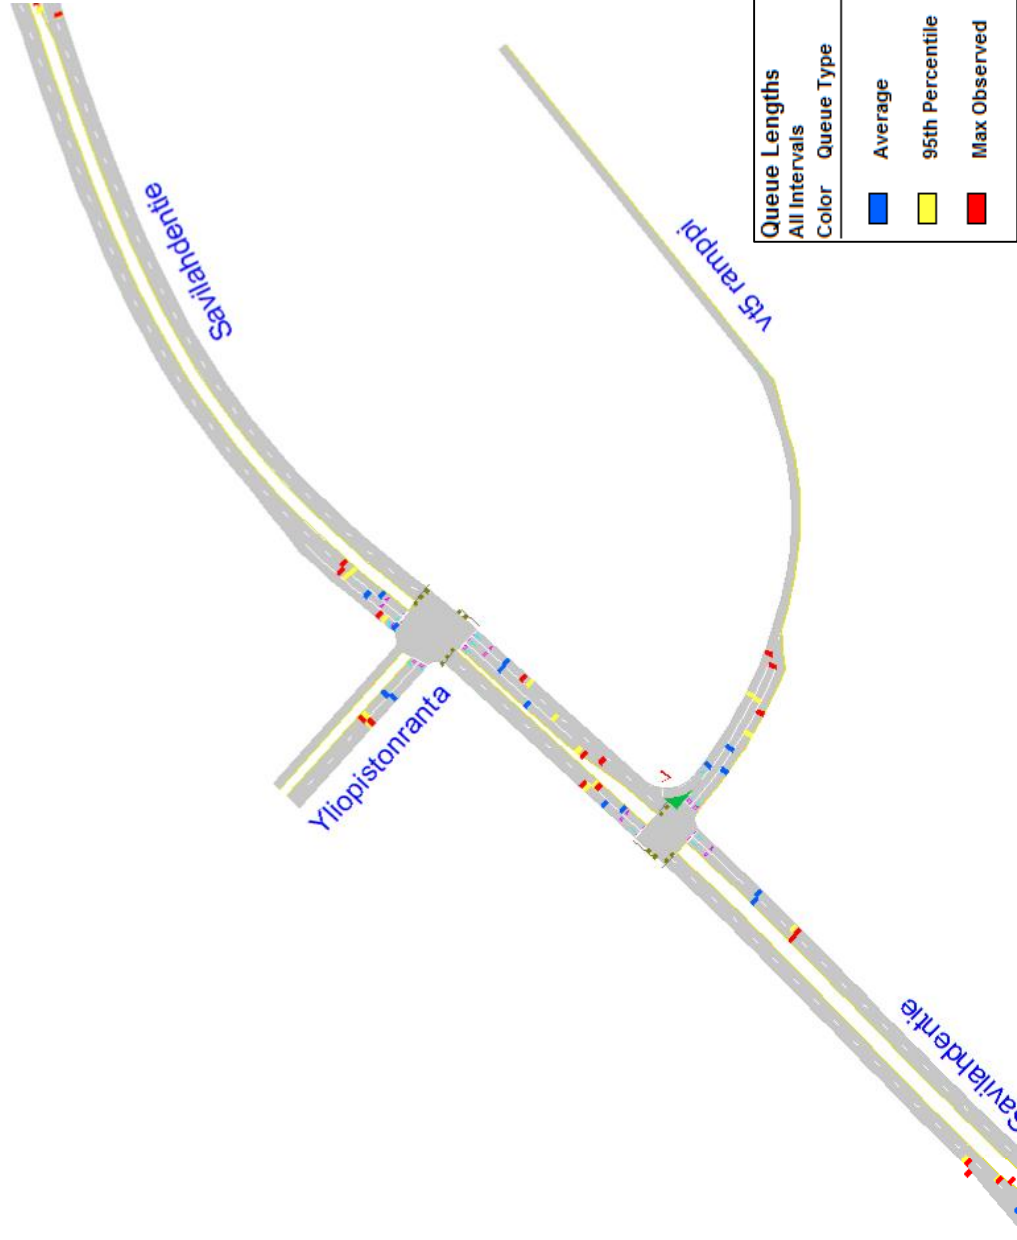 Savilahdentie
vt5 ramppi
Yliopistonranta
Savilahdentie
Queue Lengths
All Intervals
Color Queue Type
Average
95th Percentile
Max Observed